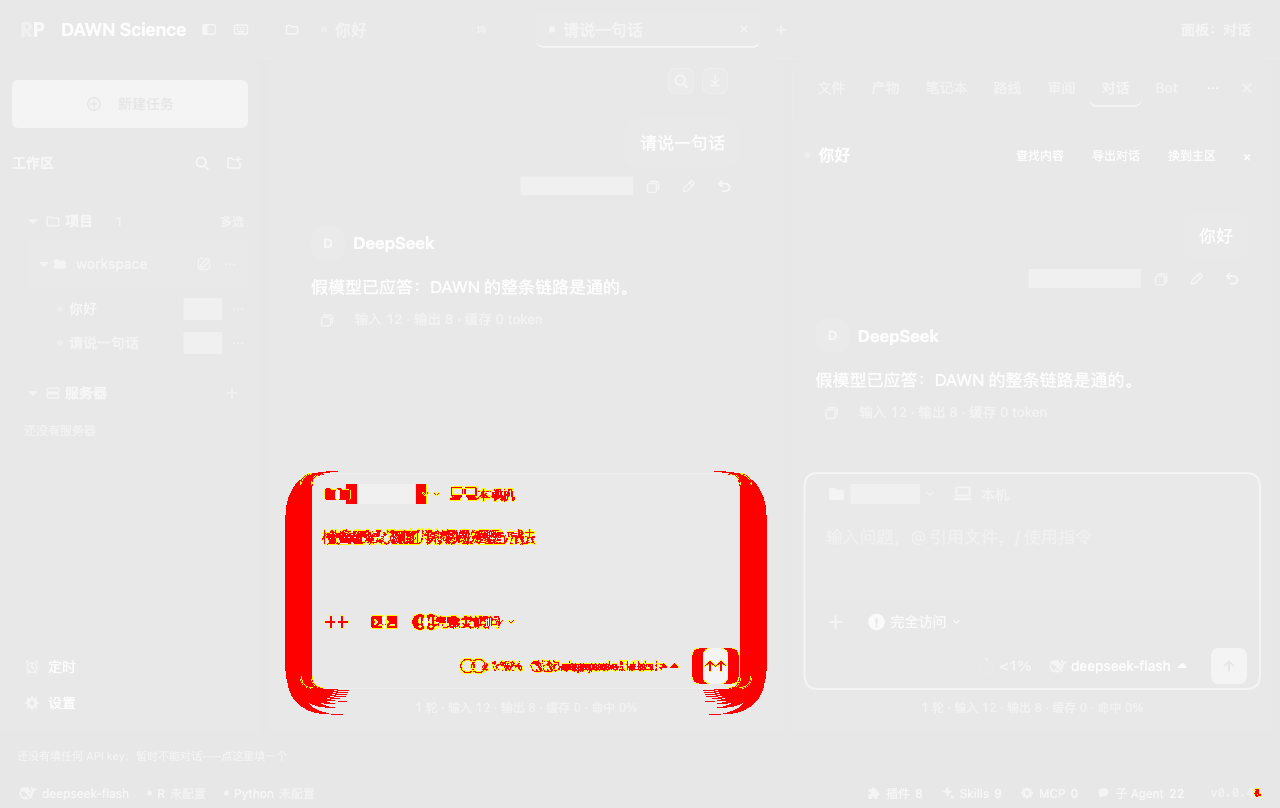 RP DAWN Science
你好
请说一句话
面板：对话
新建任务
工作区
项目 1 多选
workspace
你好
请说一句话
服务器
还没有服务器
定时
设置
请说一句话
D DeepSeek
假模型已应答：DAWN 的整条链路是通的。
输入 12 · 输出 8 · 缓存 0 token
1 轮 · 输入 12 · 输出 8 · 缓存 0 · 命中 0%
文件 产物 笔记本 路线 审阅 对话 Bot
你好 查找内容 导出对话 换到主区
你好
D DeepSeek
假模型已应答：DAWN 的整条链路是通的。
输入 12 · 输出 8 · 缓存 0 token
本机
输入问题，@ 引用文件，/ 使用指令
完全访问
<1% deepseek-flash
1 轮 · 输入 12 · 输出 8 · 缓存 0 · 命中 0%
还没有填任何 API key，暂时不能对话——点这里填一个
deepseek-flash R 未配置 Python 未配置
插件 8 Skills 9 MCP 0 子 Agent 22